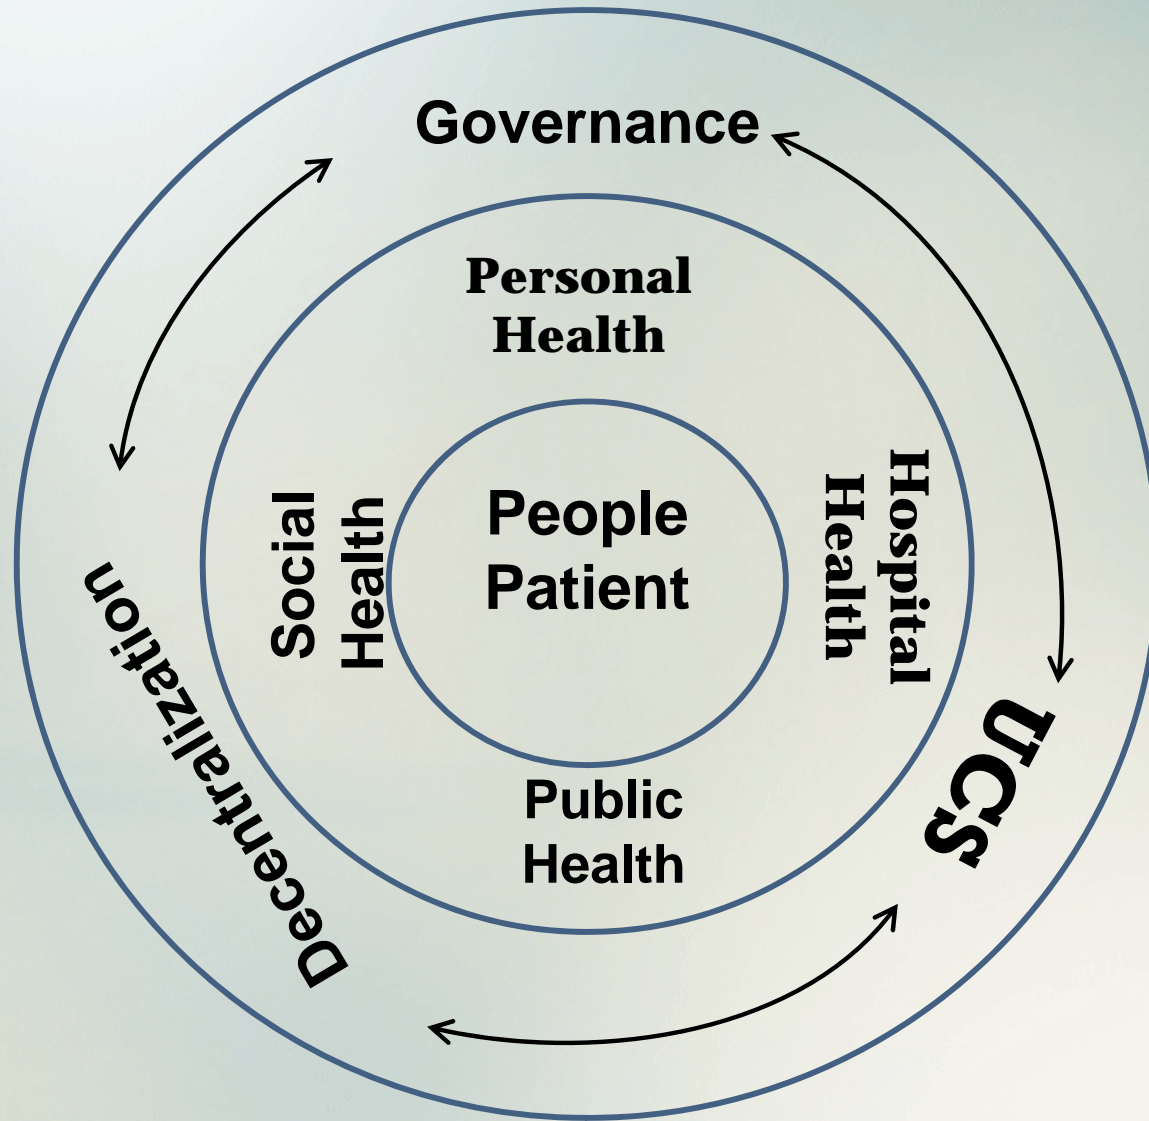 Governance
Personal
Health
Social
Health
People
Patient
Hospital
Health
Decentralization
UCS
Public
Health